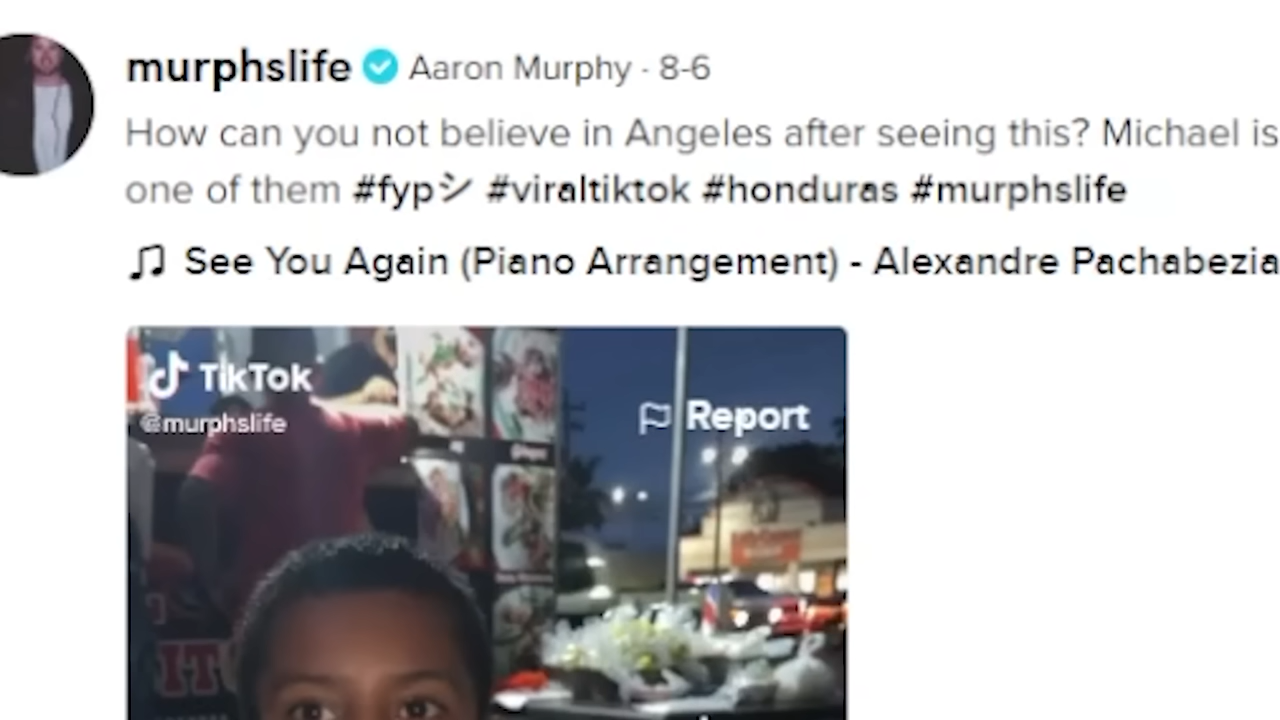 murphslife Aaron Murphy · 8-6
How can you not believe in Angeles after seeing this? Michael is
one of them #fypシ #viraltiktok #honduras #murphslife
See You Again (Piano Arrangement) - Alexandre Pachabezia
TikTok
@murphslife
Report
IT